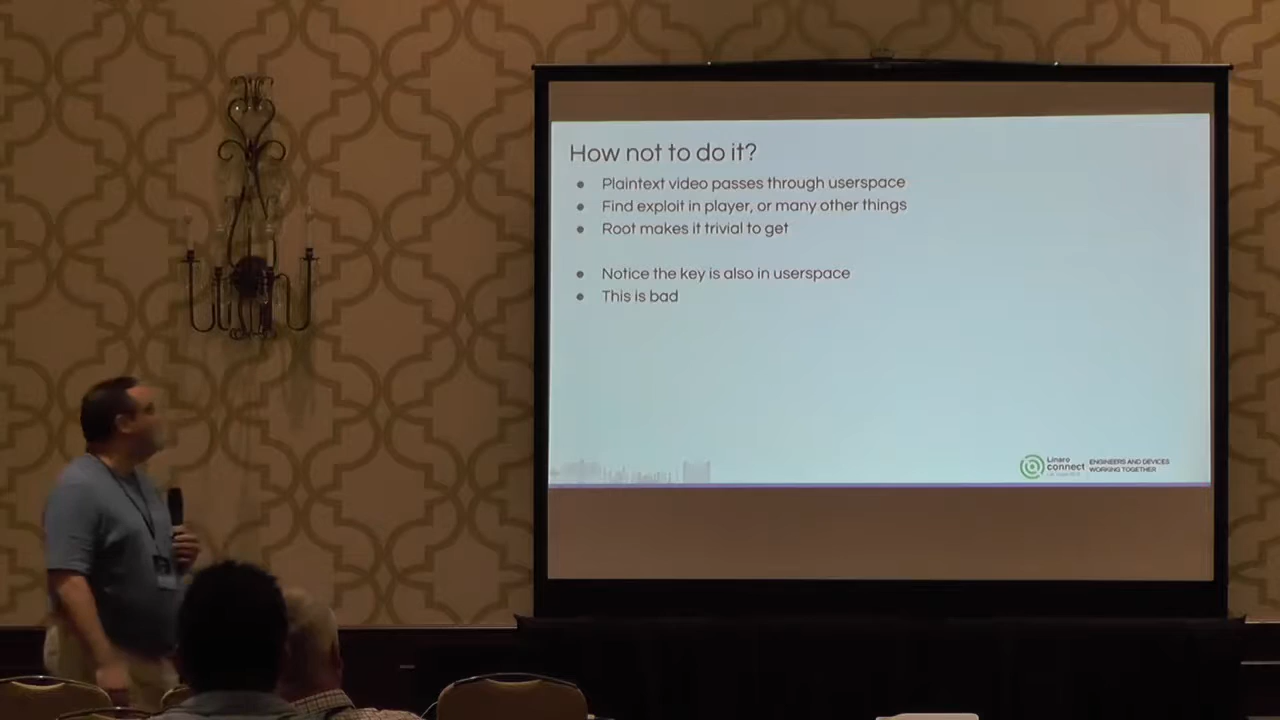 How not to do it?
• Plaintext video passes through userspace
• Find exploit in player, or many other things
• Root makes it trivial to get
• Notice the key is also in userspace
• This is bad
Linaro
connect
ENGINEERS AND DEVICES
WORKING TOGETHER